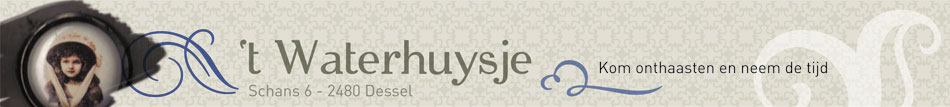 't Waterhuysje
Schans 6 - 2480 Dessel
Kom onthaasten en neem de tijd